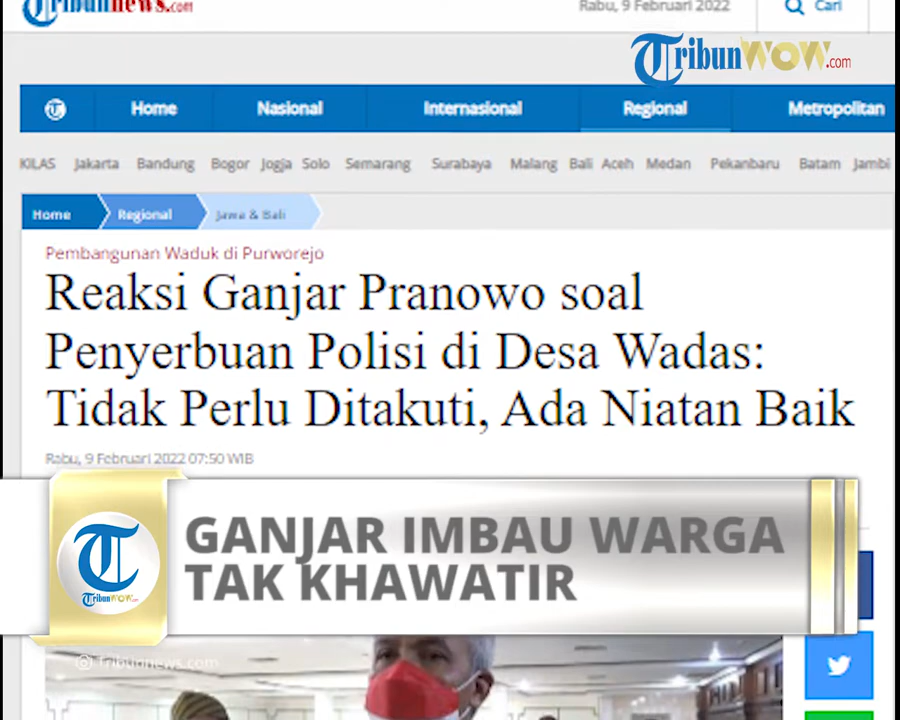 Tribunnews.com
Rabu, 9 Februari 2022
Cari
TribunWOW.com
Home Nasional Internasional Regional Metropolitan
KILAS Jakarta Bandung Bogor Jogja Solo Semarang Surabaya Malang Bali Aceh Medan Pekanbaru Batam Jambi
Home Regional Jawa & Bali
Pembangunan Waduk di Purworejo
Reaksi Ganjar Pranowo soal
Penyerbuan Polisi di Desa Wadas:
Tidak Perlu Ditakuti, Ada Niatan Baik
Rabu, 9 Februari 2022 07:50 WIB
GANJAR IMBAU WARGA
TAK KHAWATIR
TribunWOW.com
Tribunnews.com